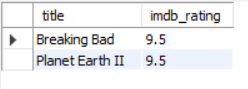 title imdb_rating
Breaking Bad 9.5
Planet Earth II 9.5